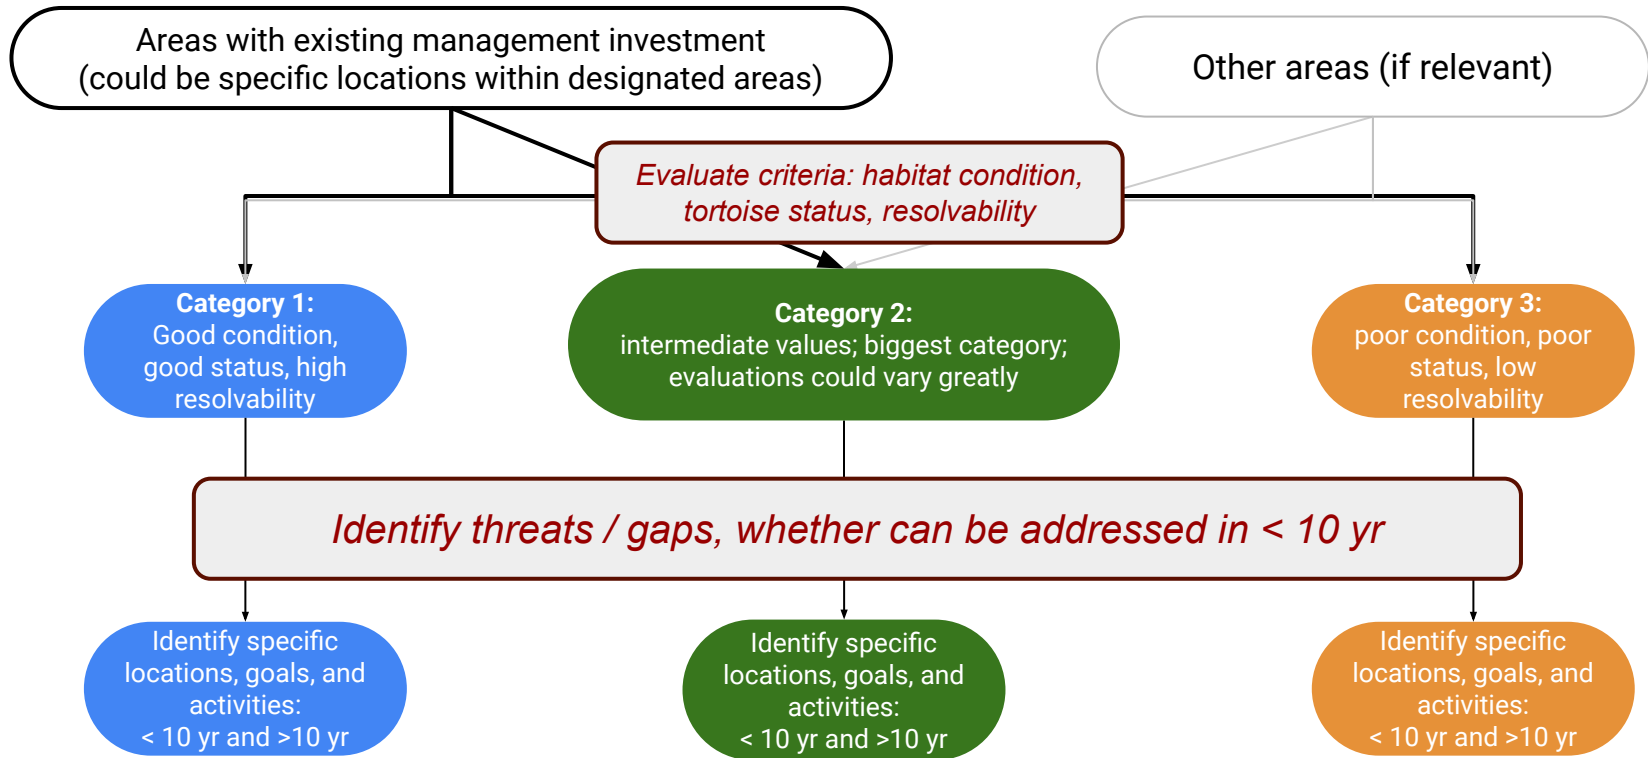 Areas with existing management investment
(could be specific locations within designated areas)
Other areas (if relevant)
Evaluate criteria: habitat condition,
tortoise status, resolvability
Category 1:
Good condition,
good status, high
resolvability
Category 2:
intermediate values; biggest category;
evaluations could vary greatly
Category 3:
poor condition, poor
status, low
resolvability
Identify threats / gaps, whether can be addressed in < 10 yr
Identify specific
locations, goals, and
activities:
< 10 yr and >10 yr
Identify specific
locations, goals, and
activities:
< 10 yr and >10 yr
Identify specific
locations, goals, and
activities:
< 10 yr and >10 yr